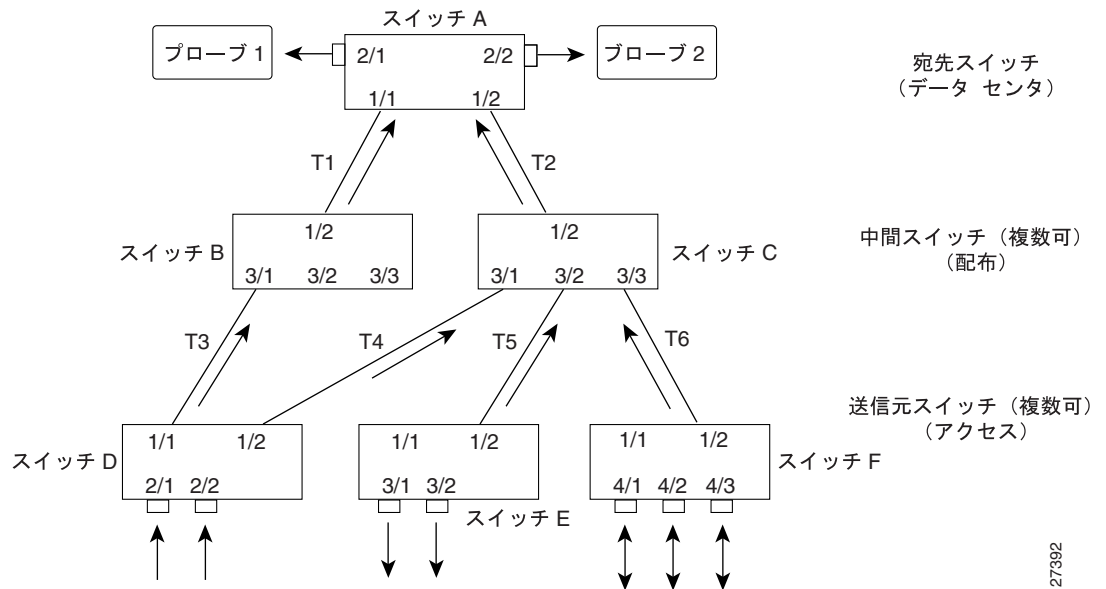 スイッチ A
プローブ 1
2/1
2/2
プローブ 2
1/1
1/2
宛先スイッチ
(データ センタ)
T1
T2
スイッチ B
1/2
3/1
3/2
3/3
1/2
3/1
3/2
3/3
スイッチ C
中間スイッチ(複数可)
(配布)
T3
T4
T5
T6
送信元スイッチ(複数可)
(アクセス)
スイッチ D
1/1
1/2
2/1
2/2
1/1
1/2
3/1
3/2
スイッチ E
1/1
1/2
4/1
4/2
4/3
スイッチ F
27392